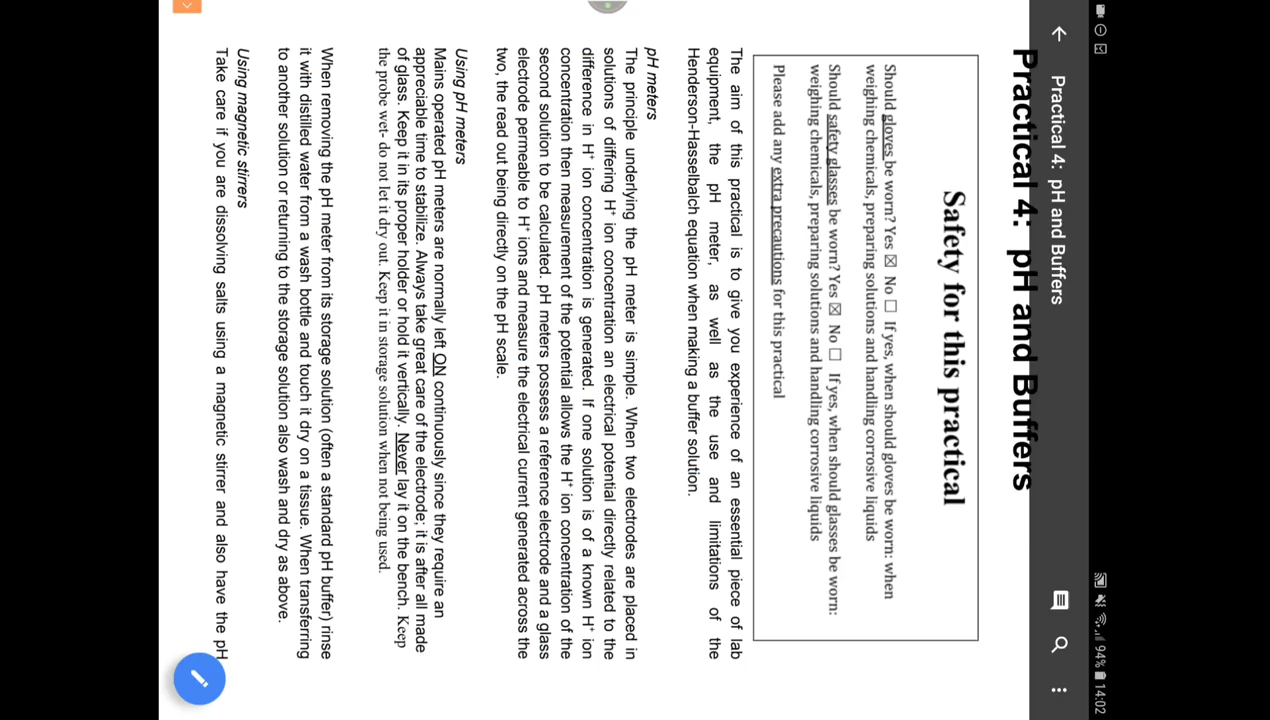 94% 14:02
Practical 4: pH and Buffers
Practical 4: pH and Buffers
Safety for this practical
Should gloves be worn? Yes ☒ No ☐ If yes, when should gloves be worn: when
weighing chemicals, preparing solutions and handling corrosive liquids
Should safety glasses be worn? Yes ☒ No ☐ If yes, when should glasses be worn:
weighing chemicals, preparing solutions and handling corrosive liquids
Please add any extra precautions for this practical
The aim of this practical is to give you experience of an essential piece of lab
equipment, the pH meter, as well as the use and limitations of the
Henderson-Hasselbalch equation when making a buffer solution.
pH meters
The principle underlying the pH meter is simple. When two electrodes are placed in
solutions of differing H⁺ ion concentration an electrical potential directly related to the
difference in H⁺ ion concentration is generated. If one solution is of a known H⁺ ion
concentration then measurement of the potential allows the H⁺ ion concentration of the
second solution to be calculated. pH meters possess a reference electrode and a glass
electrode permeable to H⁺ ions and measure the electrical current generated across the
two, the read out being directly on the pH scale.
Using pH meters
Mains operated pH meters are normally left ON continuously since they require an
appreciable time to stabilize. Always take great care of the electrode; it is after all made
of glass. Keep it in its proper holder or hold it vertically. Never lay it on the bench. Keep
the probe wet- do not let it dry out. Keep it in storage solution when not being used.
When removing the pH meter from its storage solution (often a standard pH buffer) rinse
it with distilled water from a wash bottle and touch it dry on a tissue. When transferring
to another solution or returning to the storage solution also wash and dry as above.
Using magnetic stirrers
Take care if you are dissolving salts using a magnetic stirrer and also have the pH